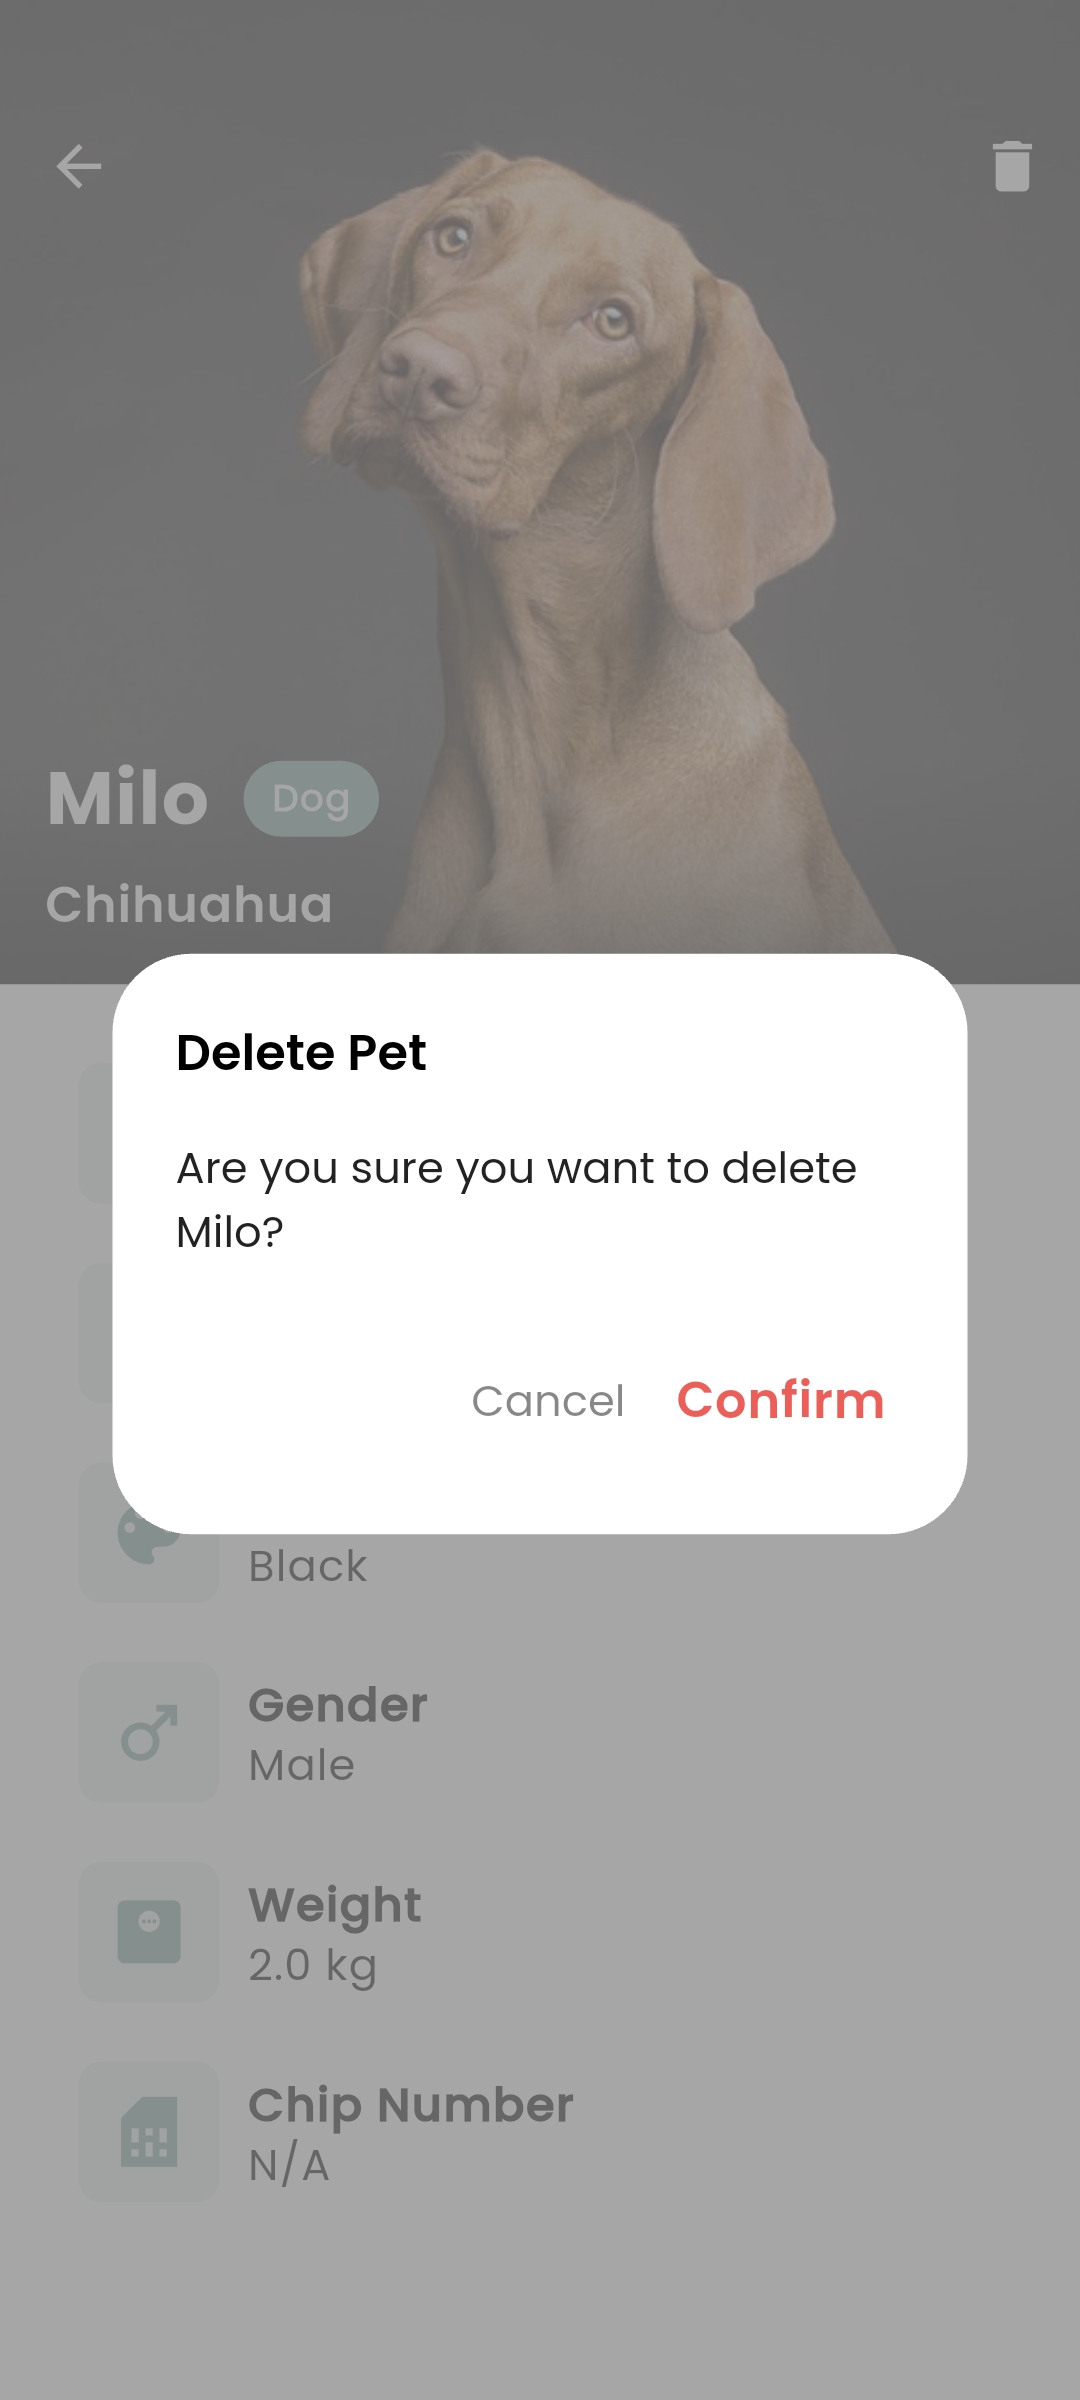 Milo
Dog
Chihuahua
Delete Pet
Are you sure you want to delete
Milo?
Cancel
Confirm
Black
Gender
Male
Weight
2.0 kg
Chip Number
N/A